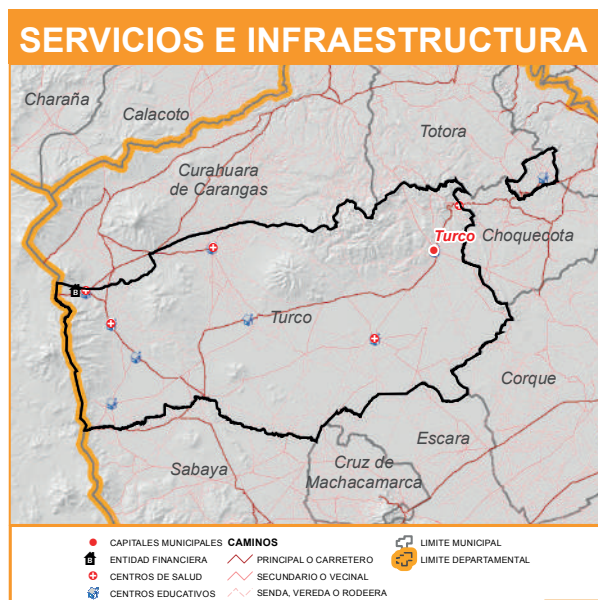 SERVICIOS E INFRAESTRUCTURA
Charaña
Calacoto
Totora
Curahuara
de Carangas
Turco
Choquecota
Turco
B
Corque
Escara
Sabaya
Cruz de
Machacamarca
CAPITALES MUNICIPALES
B ENTIDAD FINANCIERA
CENTROS DE SALUD
CENTROS EDUCATIVOS
CAMINOS
PRINCIPAL O CARRETERO
SECUNDARIO O VECINAL
SENDA, VEREDA O RODEERA
LIMITE MUNICIPAL
LIMITE DEPARTAMENTAL